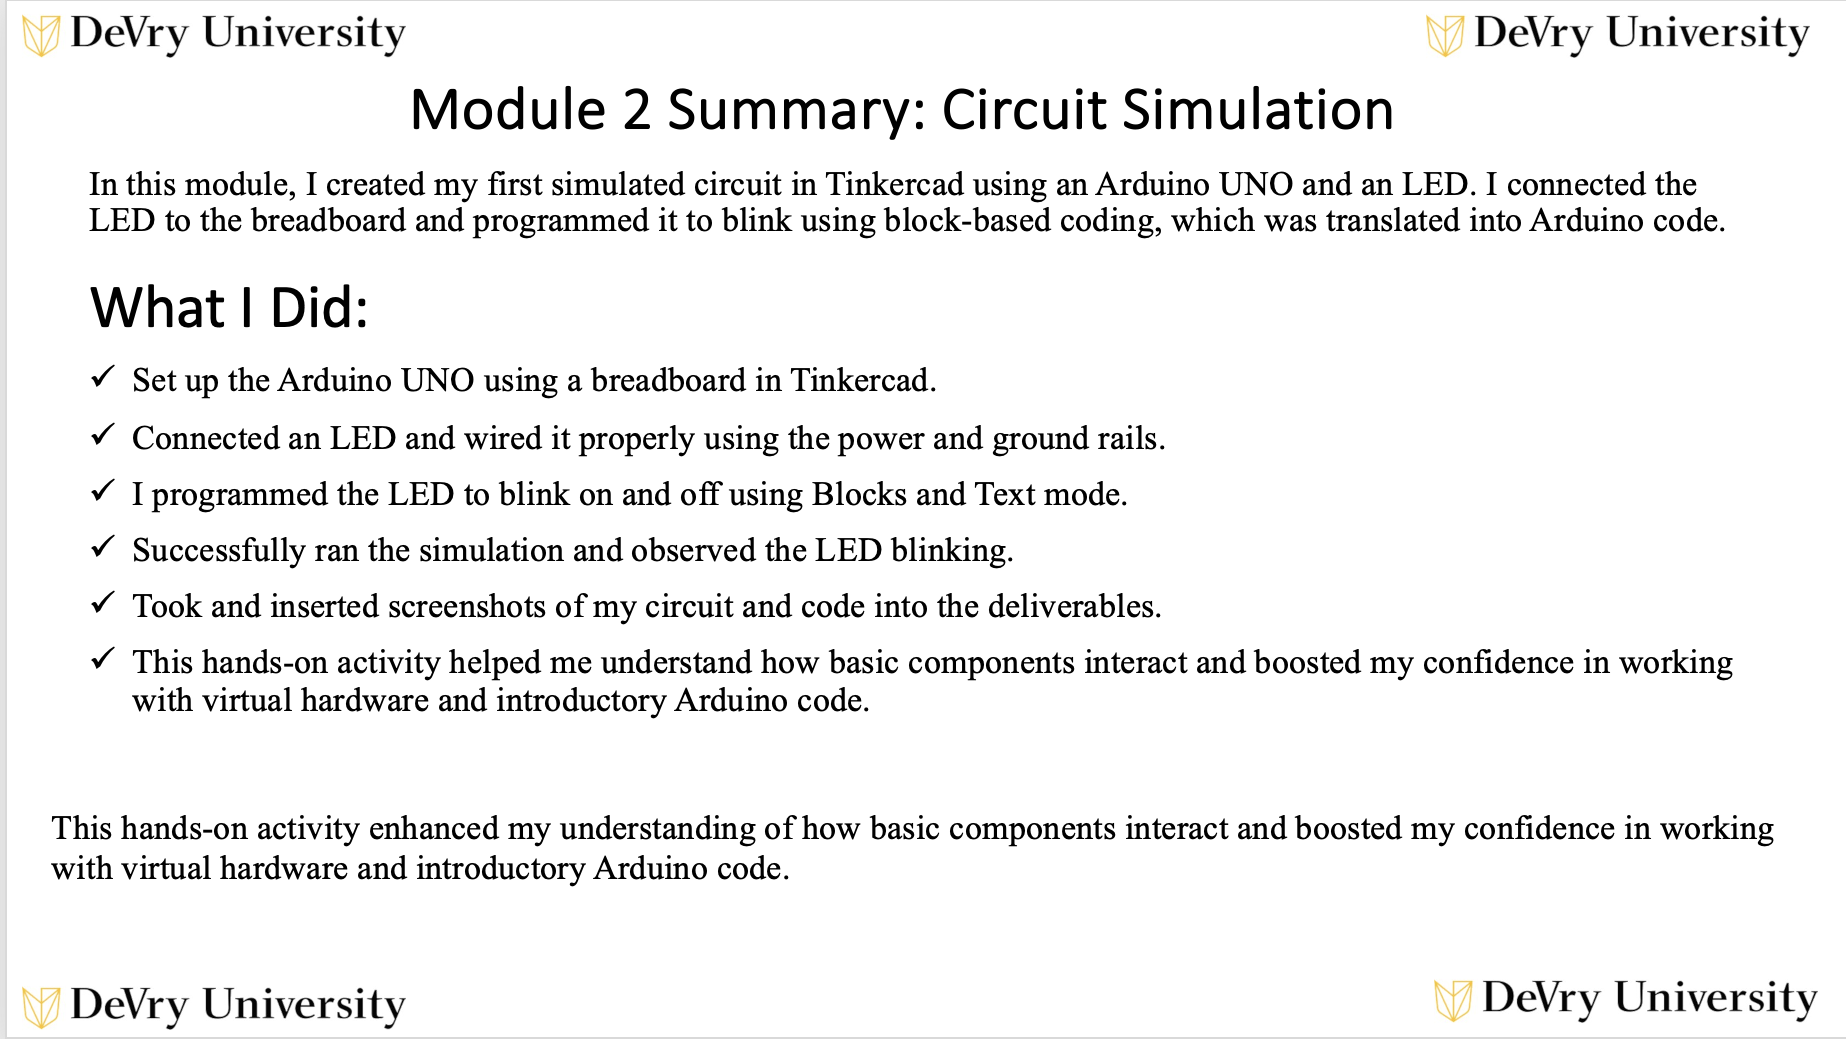 DeVry University
DeVry University
Module 2 Summary: Circuit Simulation
In this module, I created my first simulated circuit in Tinkercad using an Arduino UNO and an LED. I connected the
LED to the breadboard and programmed it to blink using block-based coding, which was translated into Arduino code.
What I Did:
✓ Set up the Arduino UNO using a breadboard in Tinkercad.
✓ Connected an LED and wired it properly using the power and ground rails.
✓ I programmed the LED to blink on and off using Blocks and Text mode.
✓ Successfully ran the simulation and observed the LED blinking.
✓ Took and inserted screenshots of my circuit and code into the deliverables.
✓ This hands-on activity helped me understand how basic components interact and boosted my confidence in working
with virtual hardware and introductory Arduino code.
This hands-on activity enhanced my understanding of how basic components interact and boosted my confidence in working
with virtual hardware and introductory Arduino code.
DeVry University
DeVry University